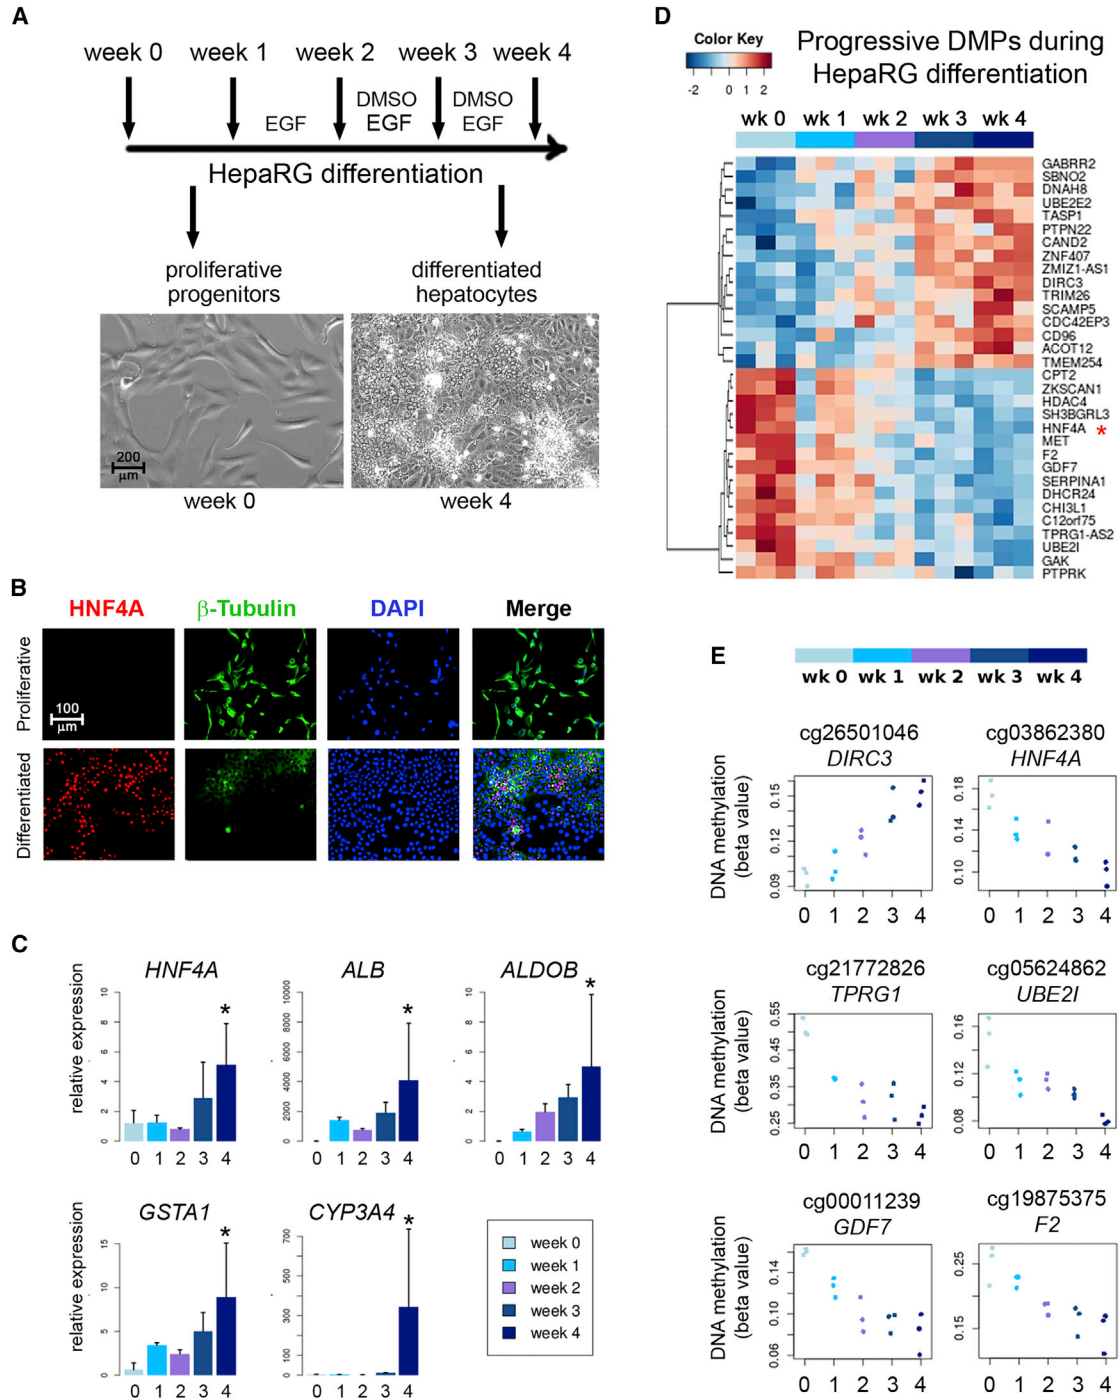 A
week 0 week 1 week 2 week 3 week 4
EGF
DMSO
EGF
DMSO
EGF
HepaRG differentiation
proliferative
progenitors
differentiated
hepatocytes
200
μm
week 0
week 4
B
HNF4A β-Tubulin DAPI Merge
Proliferative
100
μm
Differentiated
C
HNF4A
relative expression
0 2 4 6 8 10
*
0 1 2 3 4
ALB
0 2000 4000 6000 8000 10000
*
0 1 2 3 4
ALDOB
0 2 4 6 8 10
*
0 1 2 3 4
GSTA1
relative expression
0 5 10 15
*
0 1 2 3 4
CYP3A4
0 100 300 500 700
*
0 1 2 3 4
week 0
week 1
week 2
week 3
week 4
D
Color Key
-2 0 1 2
Progressive DMPs during
HepaRG differentiation
wk 0 wk 1 wk 2 wk 3 wk 4
GABRR2
SBNO2
DNAH8
UBE2E2
TASP1
PTPN22
CAND2
ZNF407
ZMIZ1-AS1
DIRC3
TRIM26
SCAMP5
CDC42EP3
CD96
ACOT12
TMEM254
CPT2
ZKSCAN1
HDAC4
SH3BGRL3
HNF4A *
MET
F2
GDF7
SERPINA1
DHCR24
CHI3L1
C12orf75
TPRG1-AS2
UBE2I
GAK
PTPRK
E
wk 0 wk 1 wk 2 wk 3 wk 4
cg26501046
DIRC3
DNA methylation
(beta value)
0.09 0.12 0.15
0 1 2 3 4
cg03862380
HNF4A
0.10 0.14 0.18
0 1 2 3 4
cg21772826
TPRG1
DNA methylation
(beta value)
0.25 0.35 0.45 0.55
0 1 2 3 4
cg05624862
UBE2I
0.08 0.12 0.16
0 1 2 3 4
cg00011239
GDF7
DNA methylation
(beta value)
0.06 0.10 0.14
0 1 2 3 4
cg19875375
F2
0.15 0.25
0 1 2 3 4